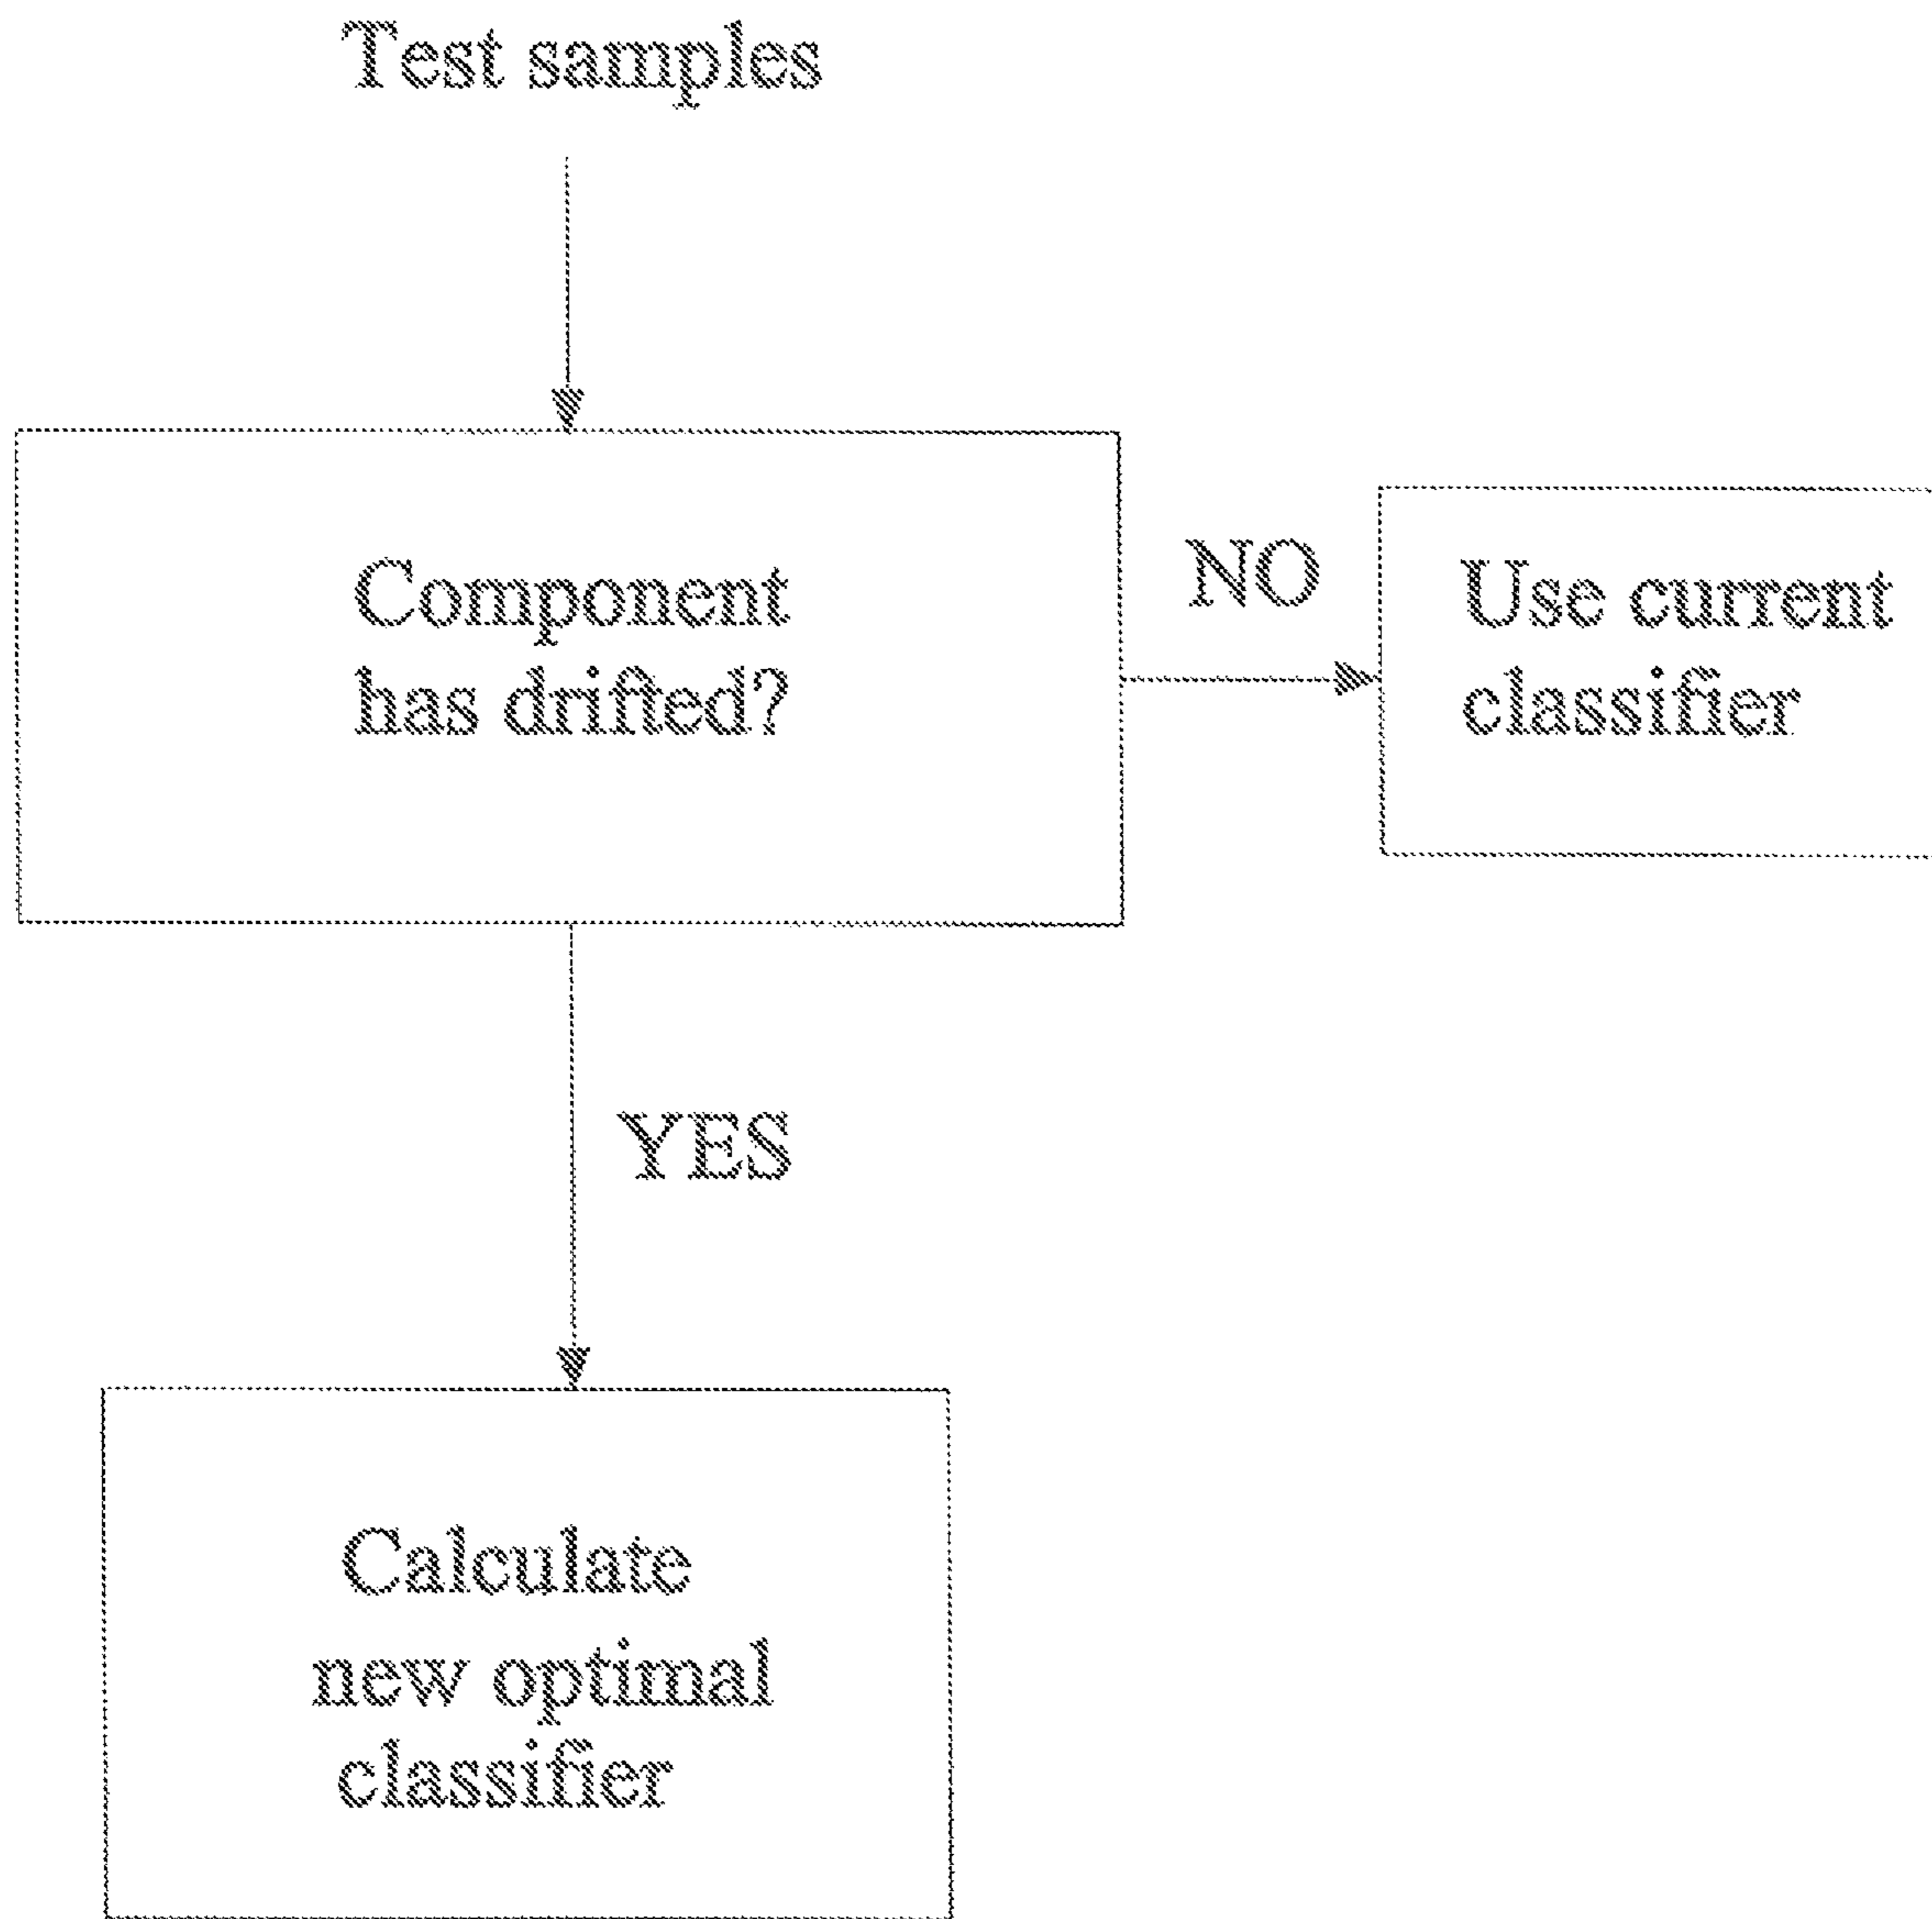 Test samples
Component
has drifted?
NO
Use current
classifier
YES
Calculate
new optimal
classifier